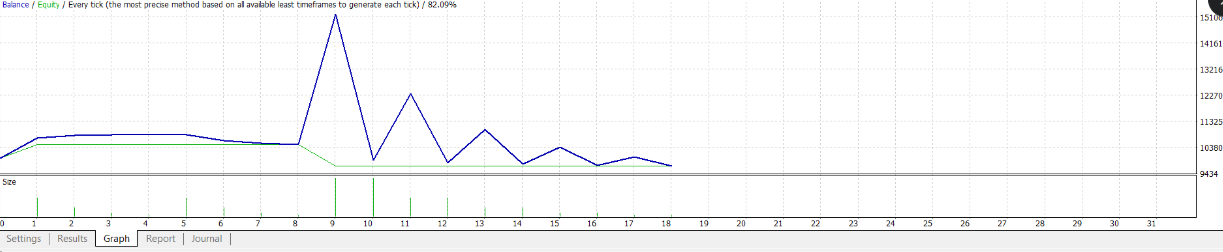 Balance / Equity / Every tick (the most precise method based on all available least timeframes to generate each tick) / 82.09%
15106
14161
13216
12270
11325
10380
9434
Size
0 1 2 3 4 5 6 7 8 9 10 11 12 13 14 15 16 17 18 19 20 21 22 23 24 25 26 27 28 29 30 31
Settings Results Graph Report Journal